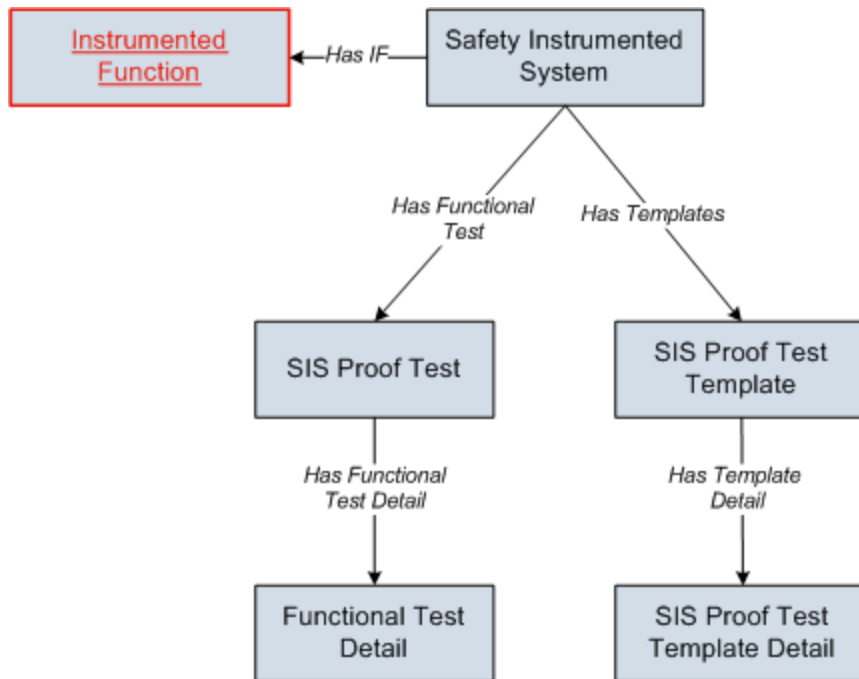 Instrumented
Function
Has IF
Safety Instrumented
System
Has Functional
Test
Has Templates
SIS Proof Test
SIS Proof Test
Template
Has Functional
Test Detail
Has Template
Detail
Functional Test
Detail
SIS Proof Test
Template Detail